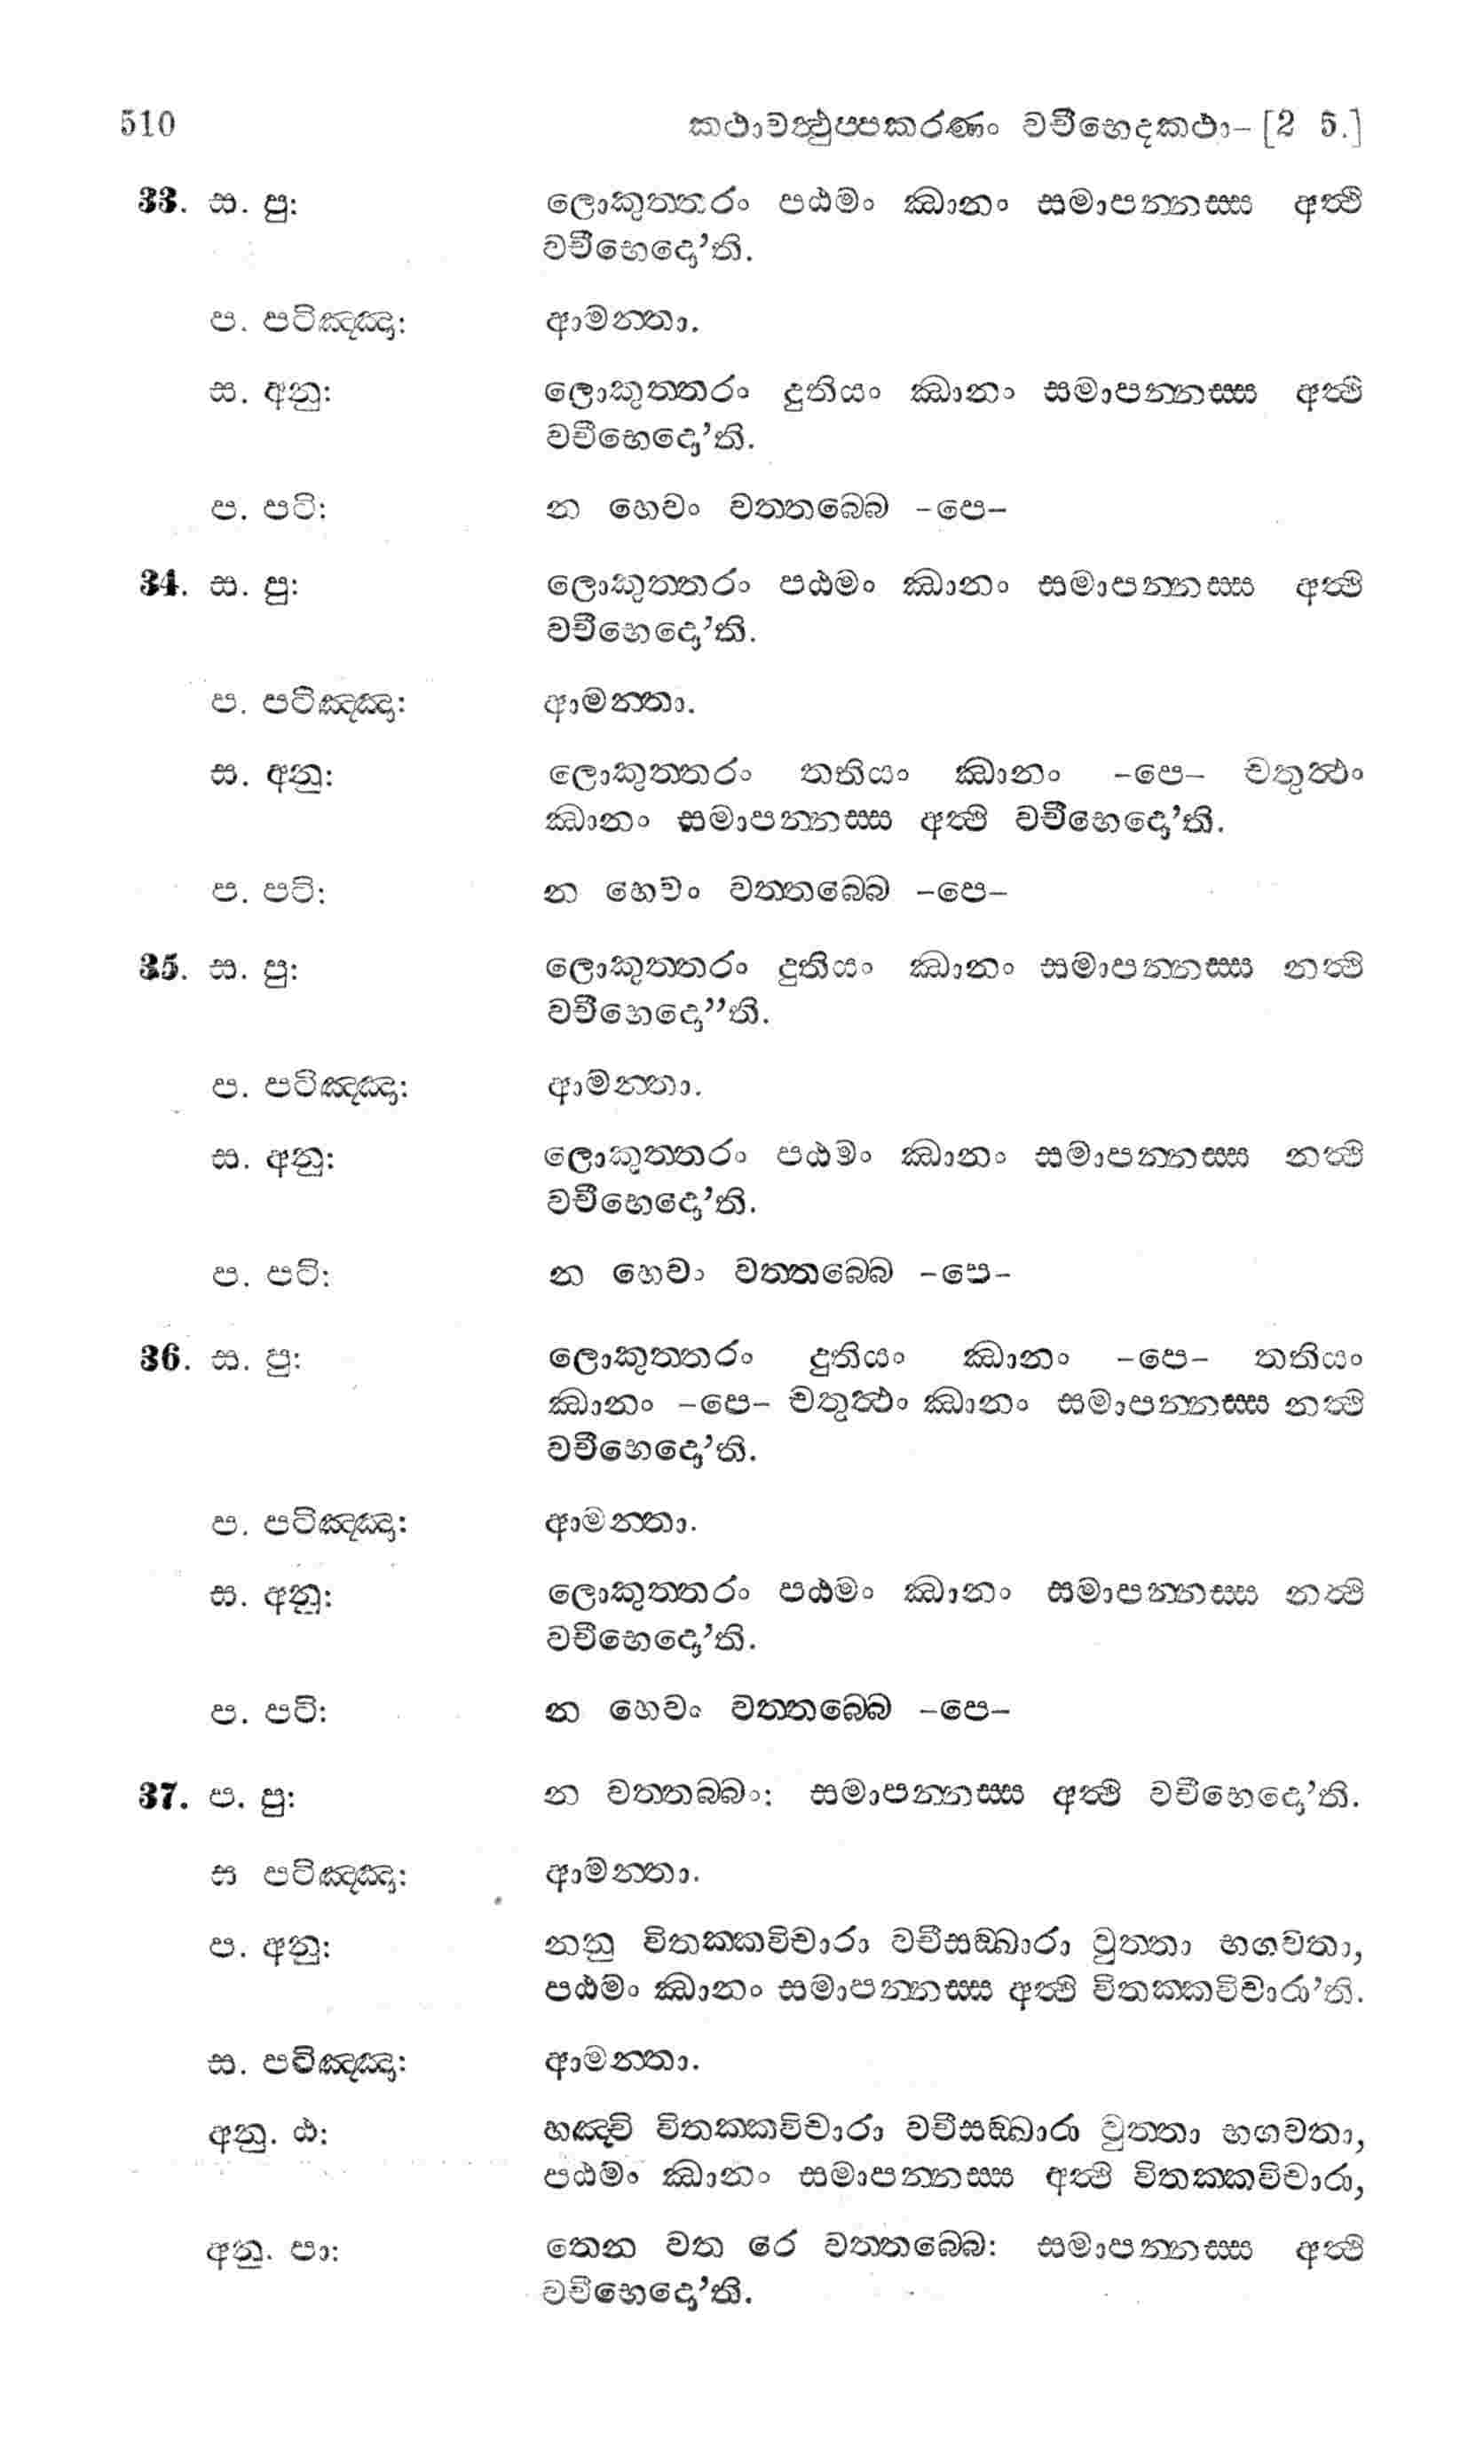 510 කථාවත්‍ථුප‍්පකරණං වචීභෙදකථා-[2 5.]
33. ස. පු: ලොකුත‍්තරං පඨමං ඣානං සමාපන‍්නස‍්ස අත්‍ථි
වචීභෙදො’ති.
ප. පටිඤ‍්ඤා: ආමන‍්තා.
ස. අනු: ලොකුත‍්තරං දුතියං ඣානං සමාපන‍්නස‍්ස අත්‍ථි
වචීභෙදො’ති.
ප. පටි: න හෙවං වත‍්තබ‍්බෙ -පෙ-
34. ස. පු: ලොකුත‍්තරං පඨමං ඣානං සමාපන‍්නස‍්ස අත්‍ථි
වචීභෙදො’ති.
ප. පටිඤ‍්ඤා: ආමන‍්තා.
ස. අනු: ලොකුත‍්තරං තතියං ඣානං -පෙ- චතුත්‍ථං
ඣානං සමාපන‍්නස‍්ස අත්‍ථි වචීභෙදො’ති.
ප. පටි: න හෙවං වත‍්තබ‍්බෙ -පෙ-
35. ස. පු: ලොකුත‍්තරං දුතියං ඣානං සමාපන‍්නස‍්ස නත්‍ථි
වචීභෙදො’’ති.
ප. පටිඤ‍්ඤා: ආමන‍්තා.
ස. අනු: ලොකුත‍්තරං පඨමං ඣානං සමාපන‍්නස‍්ස නත්‍ථි
වචීභෙදො’ති.
ප. පටි: න හෙවං වත‍්තබ‍්බෙ -පෙ-
36. ස. පු: ලොකුත‍්තරං දුතියං ඣානං -පෙ- තතියං
ඣානං -පෙ- චතුත්‍ථං ඣානං සමාපන‍්නස‍්ස නත්‍ථි
වචීභෙදො’ති.
ප. පටිඤ‍්ඤා: ආමන‍්තා.
ස. අනු: ලොකුත‍්තරං පඨමං ඣානං සමාපන‍්නස‍්ස නත්‍ථි
වචීභෙදො’ති.
ප. පටි: න හෙවං වත‍්තබ‍්බෙ -පෙ-
37. ප. පු: න වත‍්තබ‍්බං: සමාපන‍්නස‍්ස අත්‍ථි වචීභෙදො’ති.
ස පටිඤ‍්ඤා: ආමන‍්තා.
ප. අනු: නනු විතක‍්කවිචාරා වචීසඞ‍්ඛාරා වුත‍්තා භගවතා,
පඨමං ඣානං සමාපන‍්නස‍්ස අත්‍ථි විතක‍්කවිචාරා’ති.
ස. පටිඤ‍්ඤා: ආමන‍්තා.
අනු. ඨ: හඤ‍්චි විතක‍්කවිචාරා වචීසඞ‍්ඛාරා වුත‍්තා භගවතා,
පඨමං ඣානං සමාපන‍්නස‍්ස අත්‍ථි විතක‍්කවිචාරා,
අනු. පා: තෙන වත රෙ වත‍්තබ‍්බෙ: සමාපන‍්නස‍්ස අත්‍ථි
වචීභෙදො’ති.